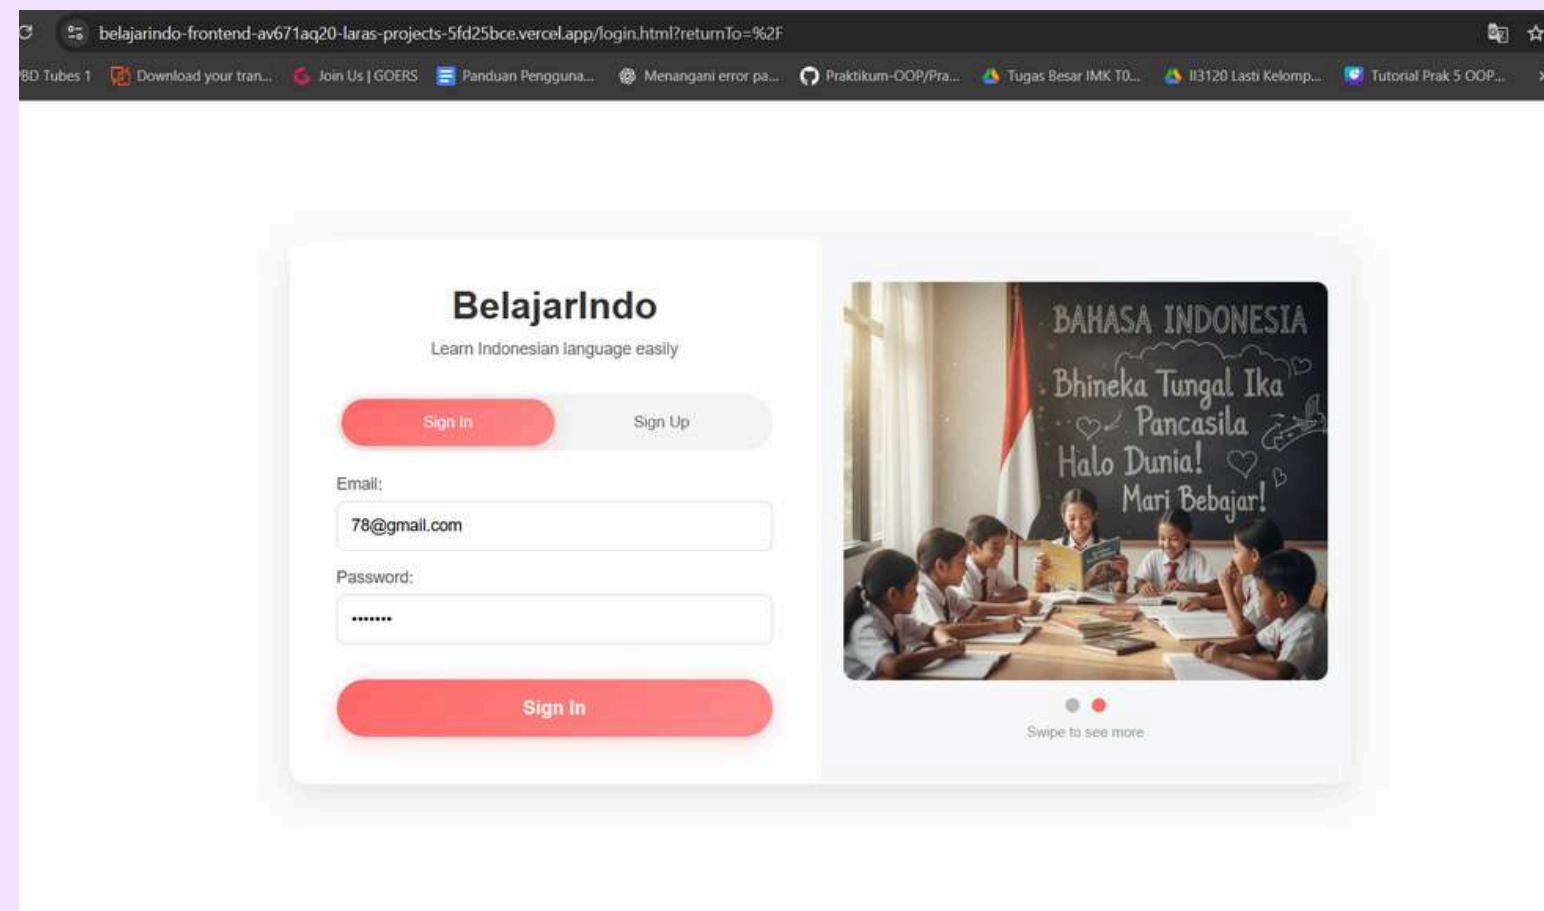 belajarindo-frontend-av671aq20-laras-projects-5fd25bce.vercel.app/login.html?returnTo=%2F
BD Tubes 1 Download your tran... Join Us | GOERS Panduan Pengguna... Menangani error pa... Praktikum-OOP/Pra... Tugas Besar IMK T0... II3120 Lasti Kelomp... Tutorial Prak 5 OOP...
BelajarIndo
Learn Indonesian language easily
Sign In Sign Up
Email:
78@gmail.com
Password:
•••••••
Sign In
BAHASA INDONESIA
Bhineka Tungal Ika
Pancasila
Halo Dunia!
Mari Bebajar!
Swipe to see more